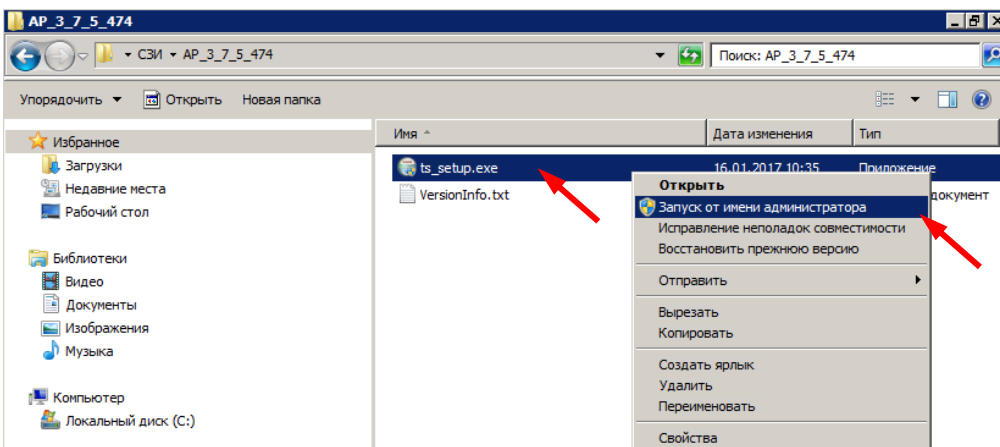 AP_3_7_5_474
СЗИ AP_3_7_5_474
Поиск: AP_3_7_5_474
Упорядочить Открыть Новая папка
Избранное
Загрузки
Недавние места
Рабочий стол
Библиотеки
Видео
Документы
Изображения
Музыка
Компьютер
Локальный диск (C:)
Имя Дата изменения Тип
ts_setup.exe 16.01.2017 10:35 Приложение
VersionInfo.txt документ
Открыть
Запуск от имени администратора
Исправление неполадок совместимости
Восстановить прежнюю версию
Отправить
Вырезать
Копировать
Создать ярлык
Удалить
Переименовать
Свойства